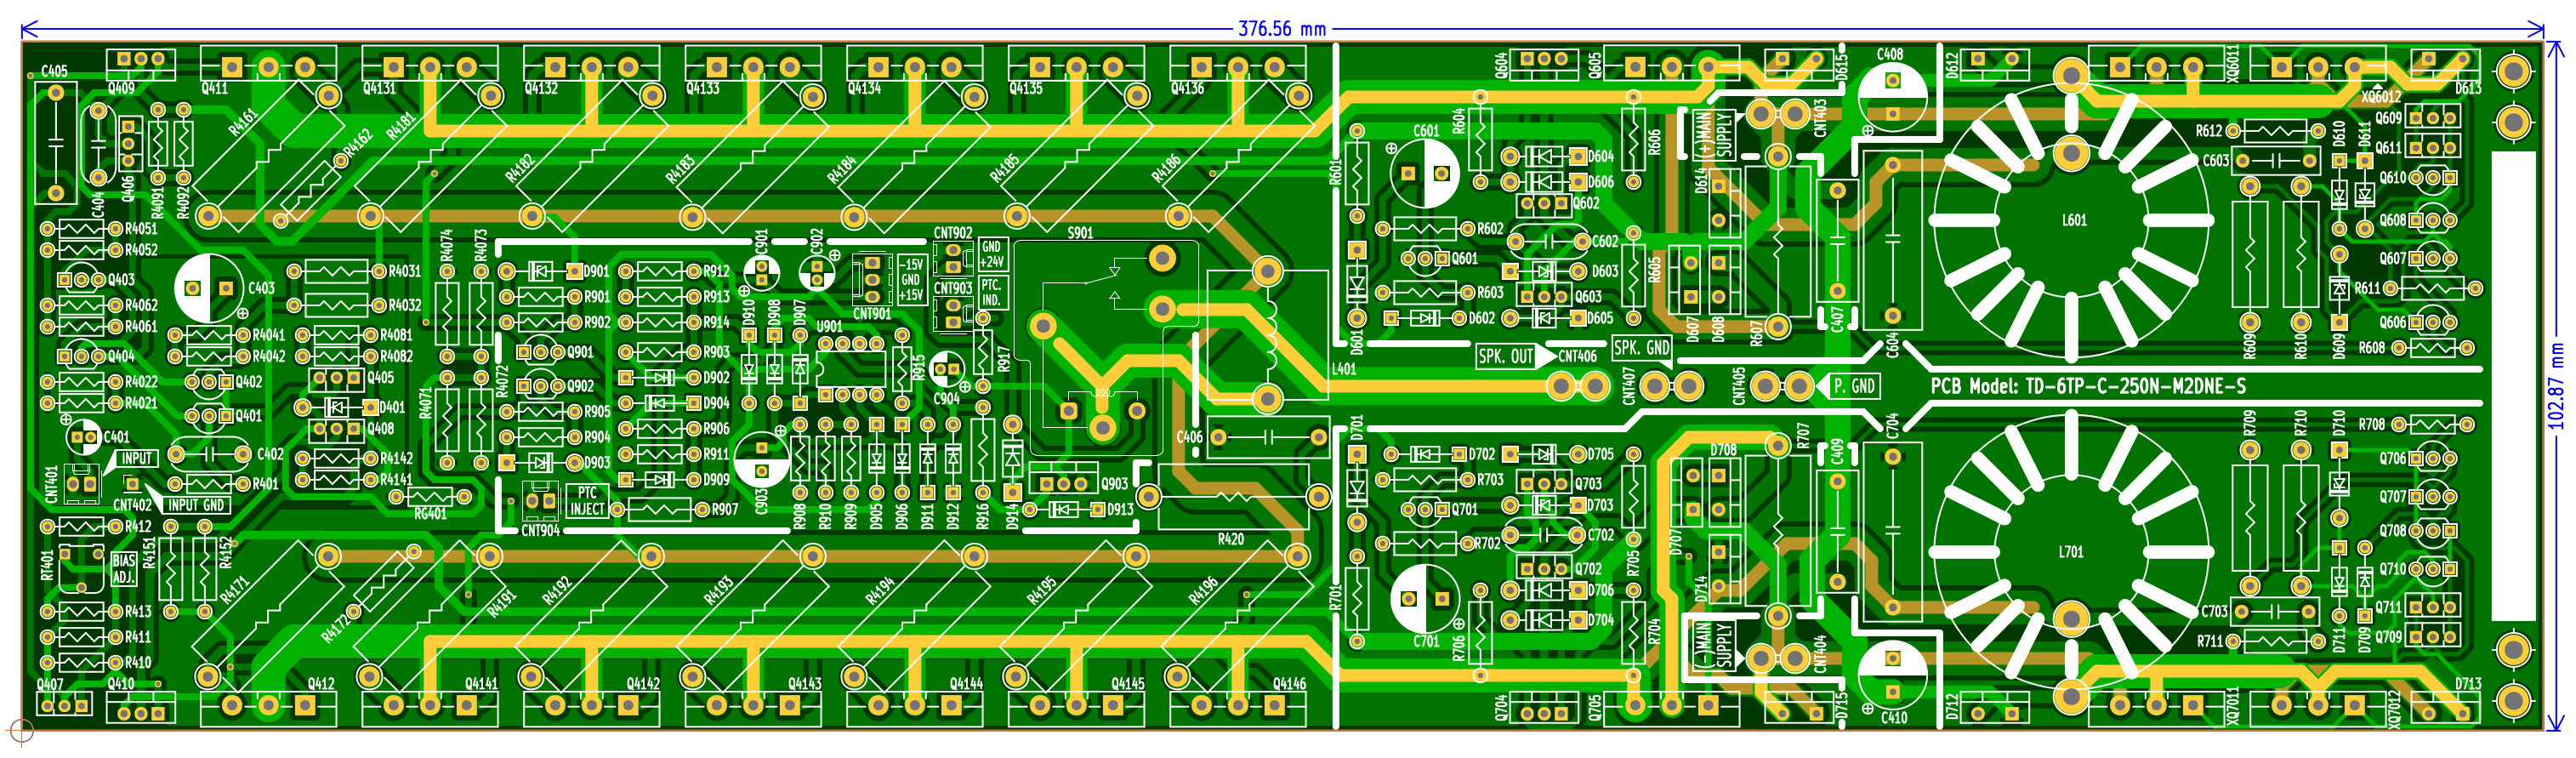 376.56 mm
C405
Q409
Q411
Q4131
Q4132
Q4133
Q4134
Q4135
Q4136
Q604
Q605
D615
C408
D612
XQ6011
XQ6012
D613
C404
Q406
R4091
R4092
R4161
R4162
R4181
R4182
R4183
R4184
R4185
R4186
R601
C601
R604
D604
D606
Q602
R606
(+)MAIN
SUPPLY
CNT403
D614
R612
C603
D610
D611
Q609
Q611
Q610
R4051
R4052
Q403
R4062
R4061
Q404
R4022
R4021
C403
R4041
R4042
Q402
Q401
R4031
R4032
R4081
R4082
Q405
D401
Q408
R4142
R4141
R4074
R4073
R4071
R4072
D901
R901
R902
Q901
Q902
R905
R904
D903
R912
R913
R914
R903
D902
D904
R906
R911
D909
C901
C902
D910
D908
D907
U901
R915
CNT901
-15V
GND
+15V
CNT902
GND
+24V
CNT903
PTC.
IND.
R917
C904
S901
L401
C406
R602
Q601
R603
D602
D601
C602
D603
Q603
D605
R605
D607
D608
R607
C407
C604
L601
R609
R610
D609
Q608
Q607
R611
Q606
R608
SPK. OUT
CNT406
SPK. GND
CNT407
CNT405
P. GND
PCB Model: TD-6TP-C-250N-M2DNE-S
102.87 mm
C401
C402
INPUT
CNT401
CNT402
INPUT GND
R401
RG401
R412
RT401
BIAS
ADJ.
R4151
R4152
R413
R411
R410
Q407
Q410
CNT904
PTC
INJECT
R907
C903
R908
R910
R909
D905
D906
D911
D912
R916
D914
Q903
D913
R420
R4171
R4172
R4191
R4192
R4193
R4194
R4195
R4196
Q412
Q4141
Q4142
Q4143
Q4144
Q4145
Q4146
D701
D702
R703
Q701
R702
R701
C701
R706
D705
Q703
D703
C702
Q702
D706
D704
R705
R704
D708
D707
D714
R707
C409
C704
(-)MAIN
SUPPLY
CNT404
Q704
Q705
D715
C410
D712
L701
XQ7011
XQ7012
D713
R709
R710
D710
R708
Q706
Q707
Q708
Q710
C703
R711
D711
D709
Q711
Q709